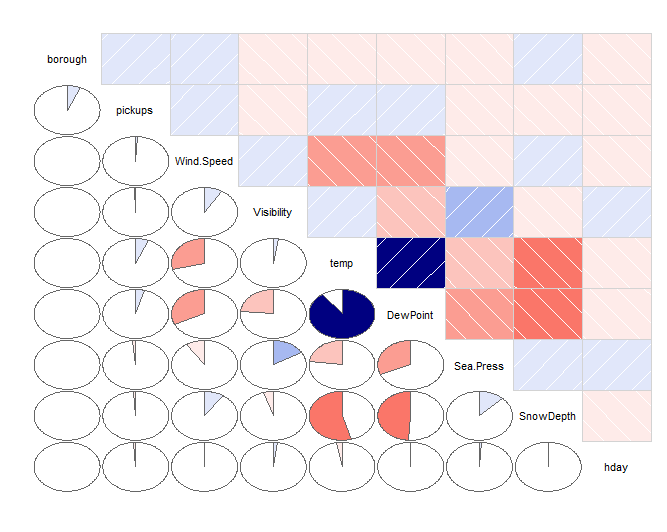 borough
pickups
Wind.Speed
Visibility
temp
DewPoint
Sea.Press
SnowDepth
hday